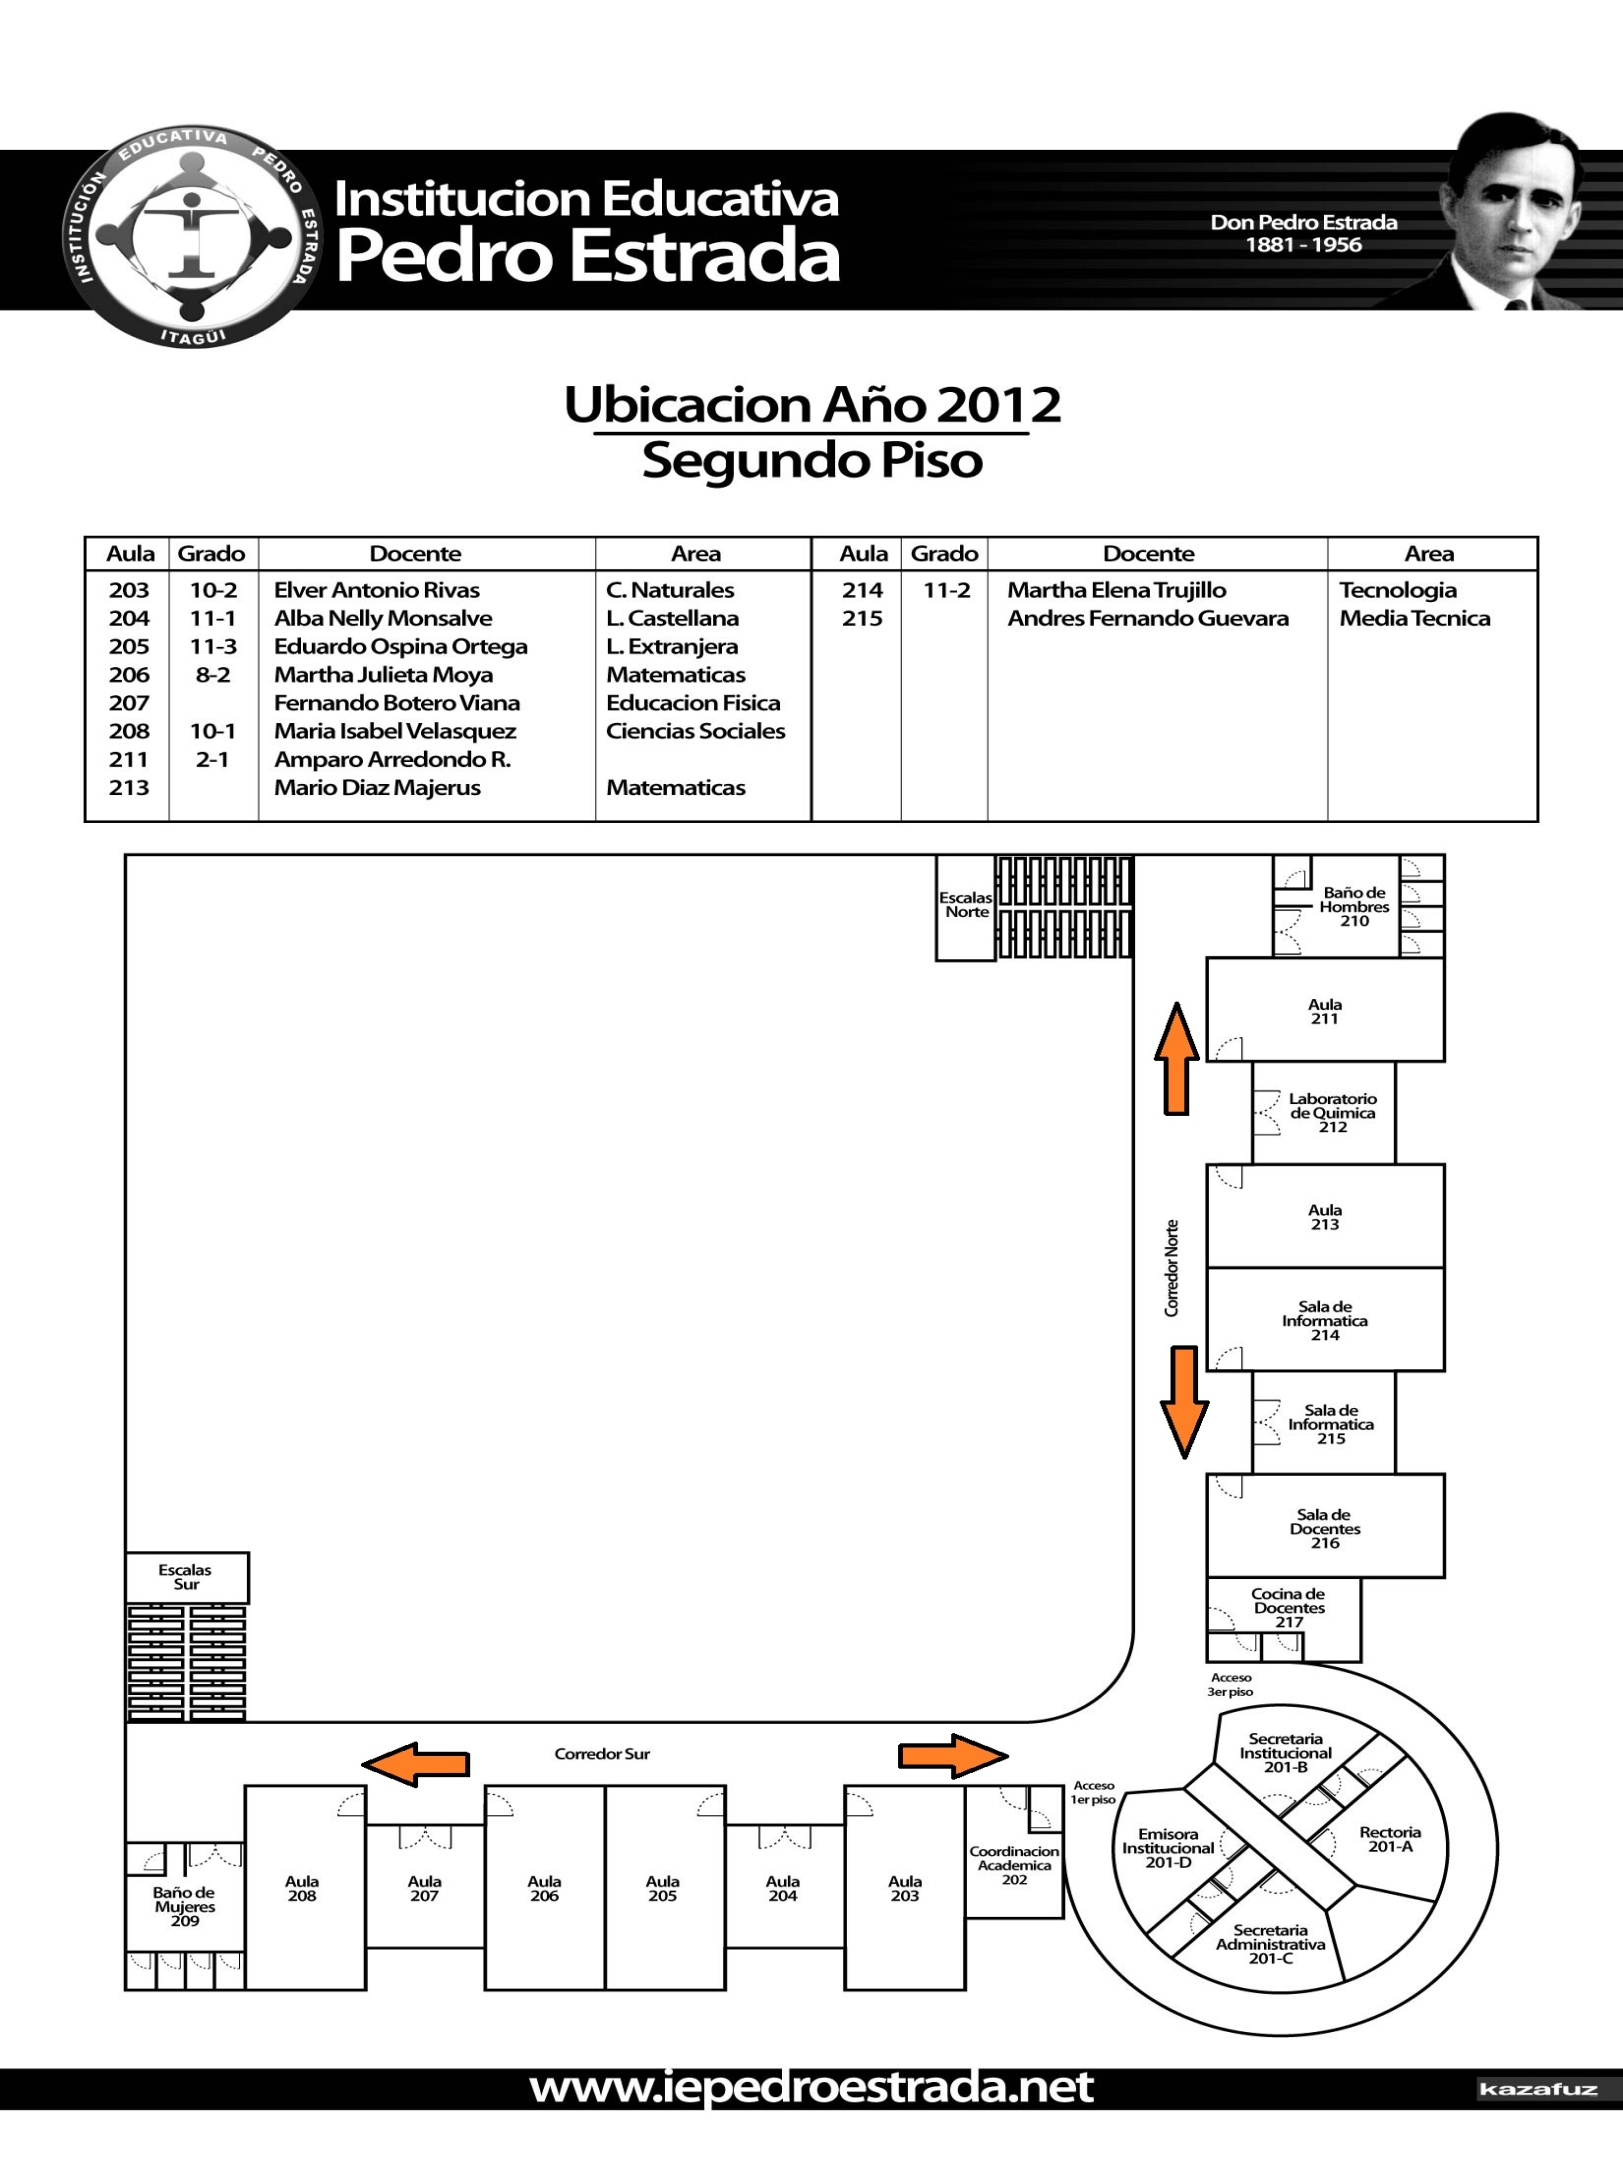 INSTITUCIÓN EDUCATIVA PEDRO ESTRADA
ITAGÜI
Institucion Educativa
Pedro Estrada
Don Pedro Estrada
1881 - 1956
Ubicacion Año 2012
Segundo Piso
Aula Grado Docente Area Aula Grado Docente Area
203 10-2 Elver Antonio Rivas C. Naturales 214 11-2 Martha Elena Trujillo Tecnologia
204 11-1 Alba Nelly Monsalve L. Castellana 215 Andres Fernando Guevara Media Tecnica
205 11-3 Eduardo Ospina Ortega L. Extranjera
206 8-2 Martha Julieta Moya Matematicas
207 Fernando Botero Viana Educacion Fisica
208 10-1 Maria Isabel Velasquez Ciencias Sociales
211 2-1 Amparo Arredondo R.
213 Mario Diaz Majerus Matematicas
Escalas
Norte
Baño de
Hombres
210
Aula
211
Laboratorio
de Quimica
212
Aula
213
Corredor Norte
Sala de
Informatica
214
Sala de
Informatica
215
Sala de
Docentes
216
Escalas
Sur
Cocina de
Docentes
217
Acceso
3er piso
Corredor Sur
Acceso
1er piso
Secretaria
Institucional
201-B
Rectoria
201-A
Emisora
Institucional
201-D
Secretaria
Administrativa
201-C
Coordinacion
Academica
202
Baño de
Mujeres
209
Aula
208
Aula
207
Aula
206
Aula
205
Aula
204
Aula
203
www.iepedroestrada.net
kazafuz